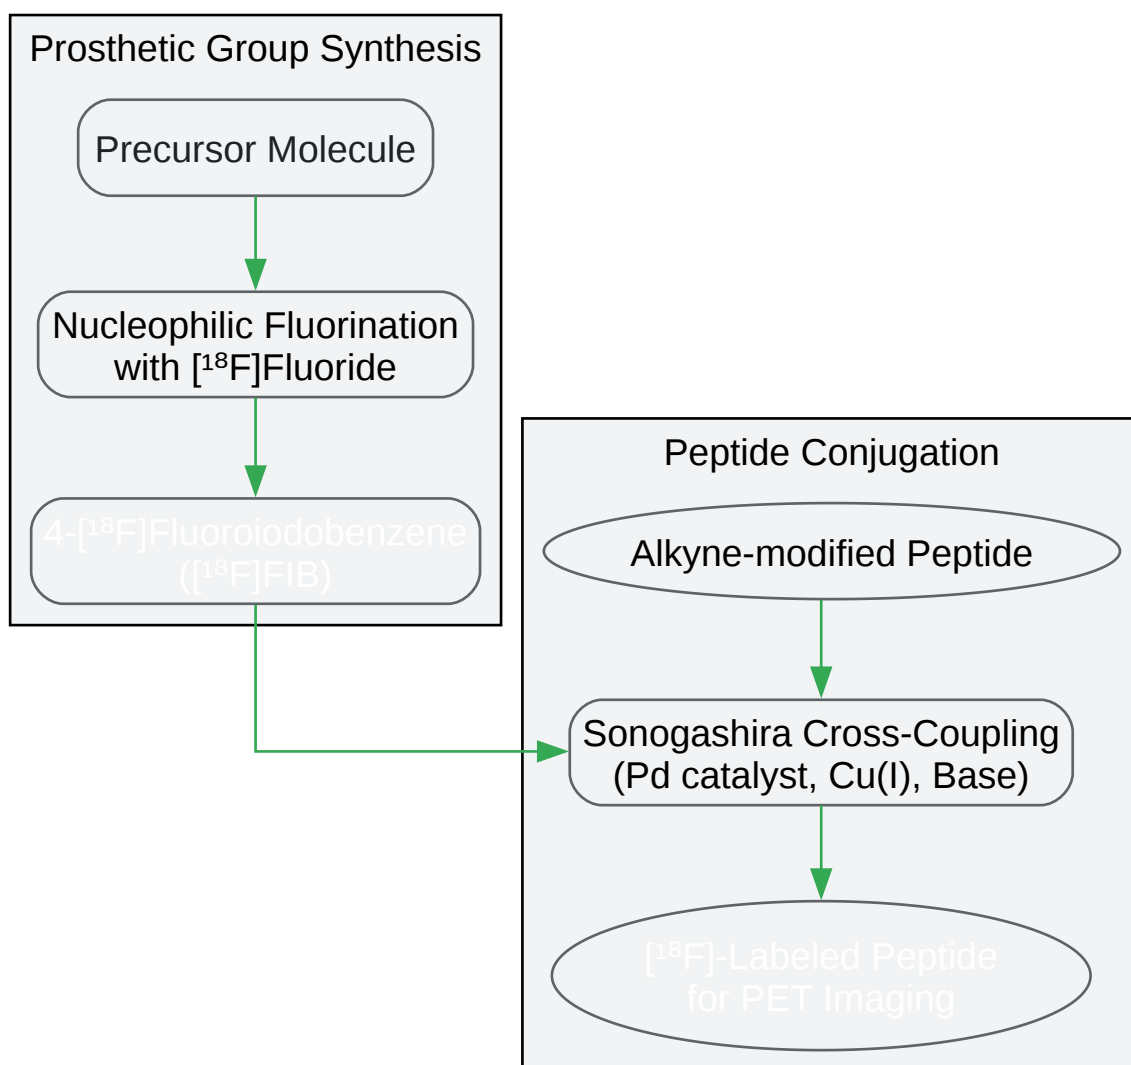 Prosthetic Group Synthesis
Precursor Molecule
Nucleophilic Fluorination
with [¹⁸F]Fluoride
4-[¹⁸F]Fluoroiodobenzene
([¹⁸F]FIB)
Peptide Conjugation
Alkyne-modified Peptide
Sonogashira Cross-Coupling
(Pd catalyst, Cu(I), Base)
[¹⁸F]-Labeled Peptide
for PET Imaging